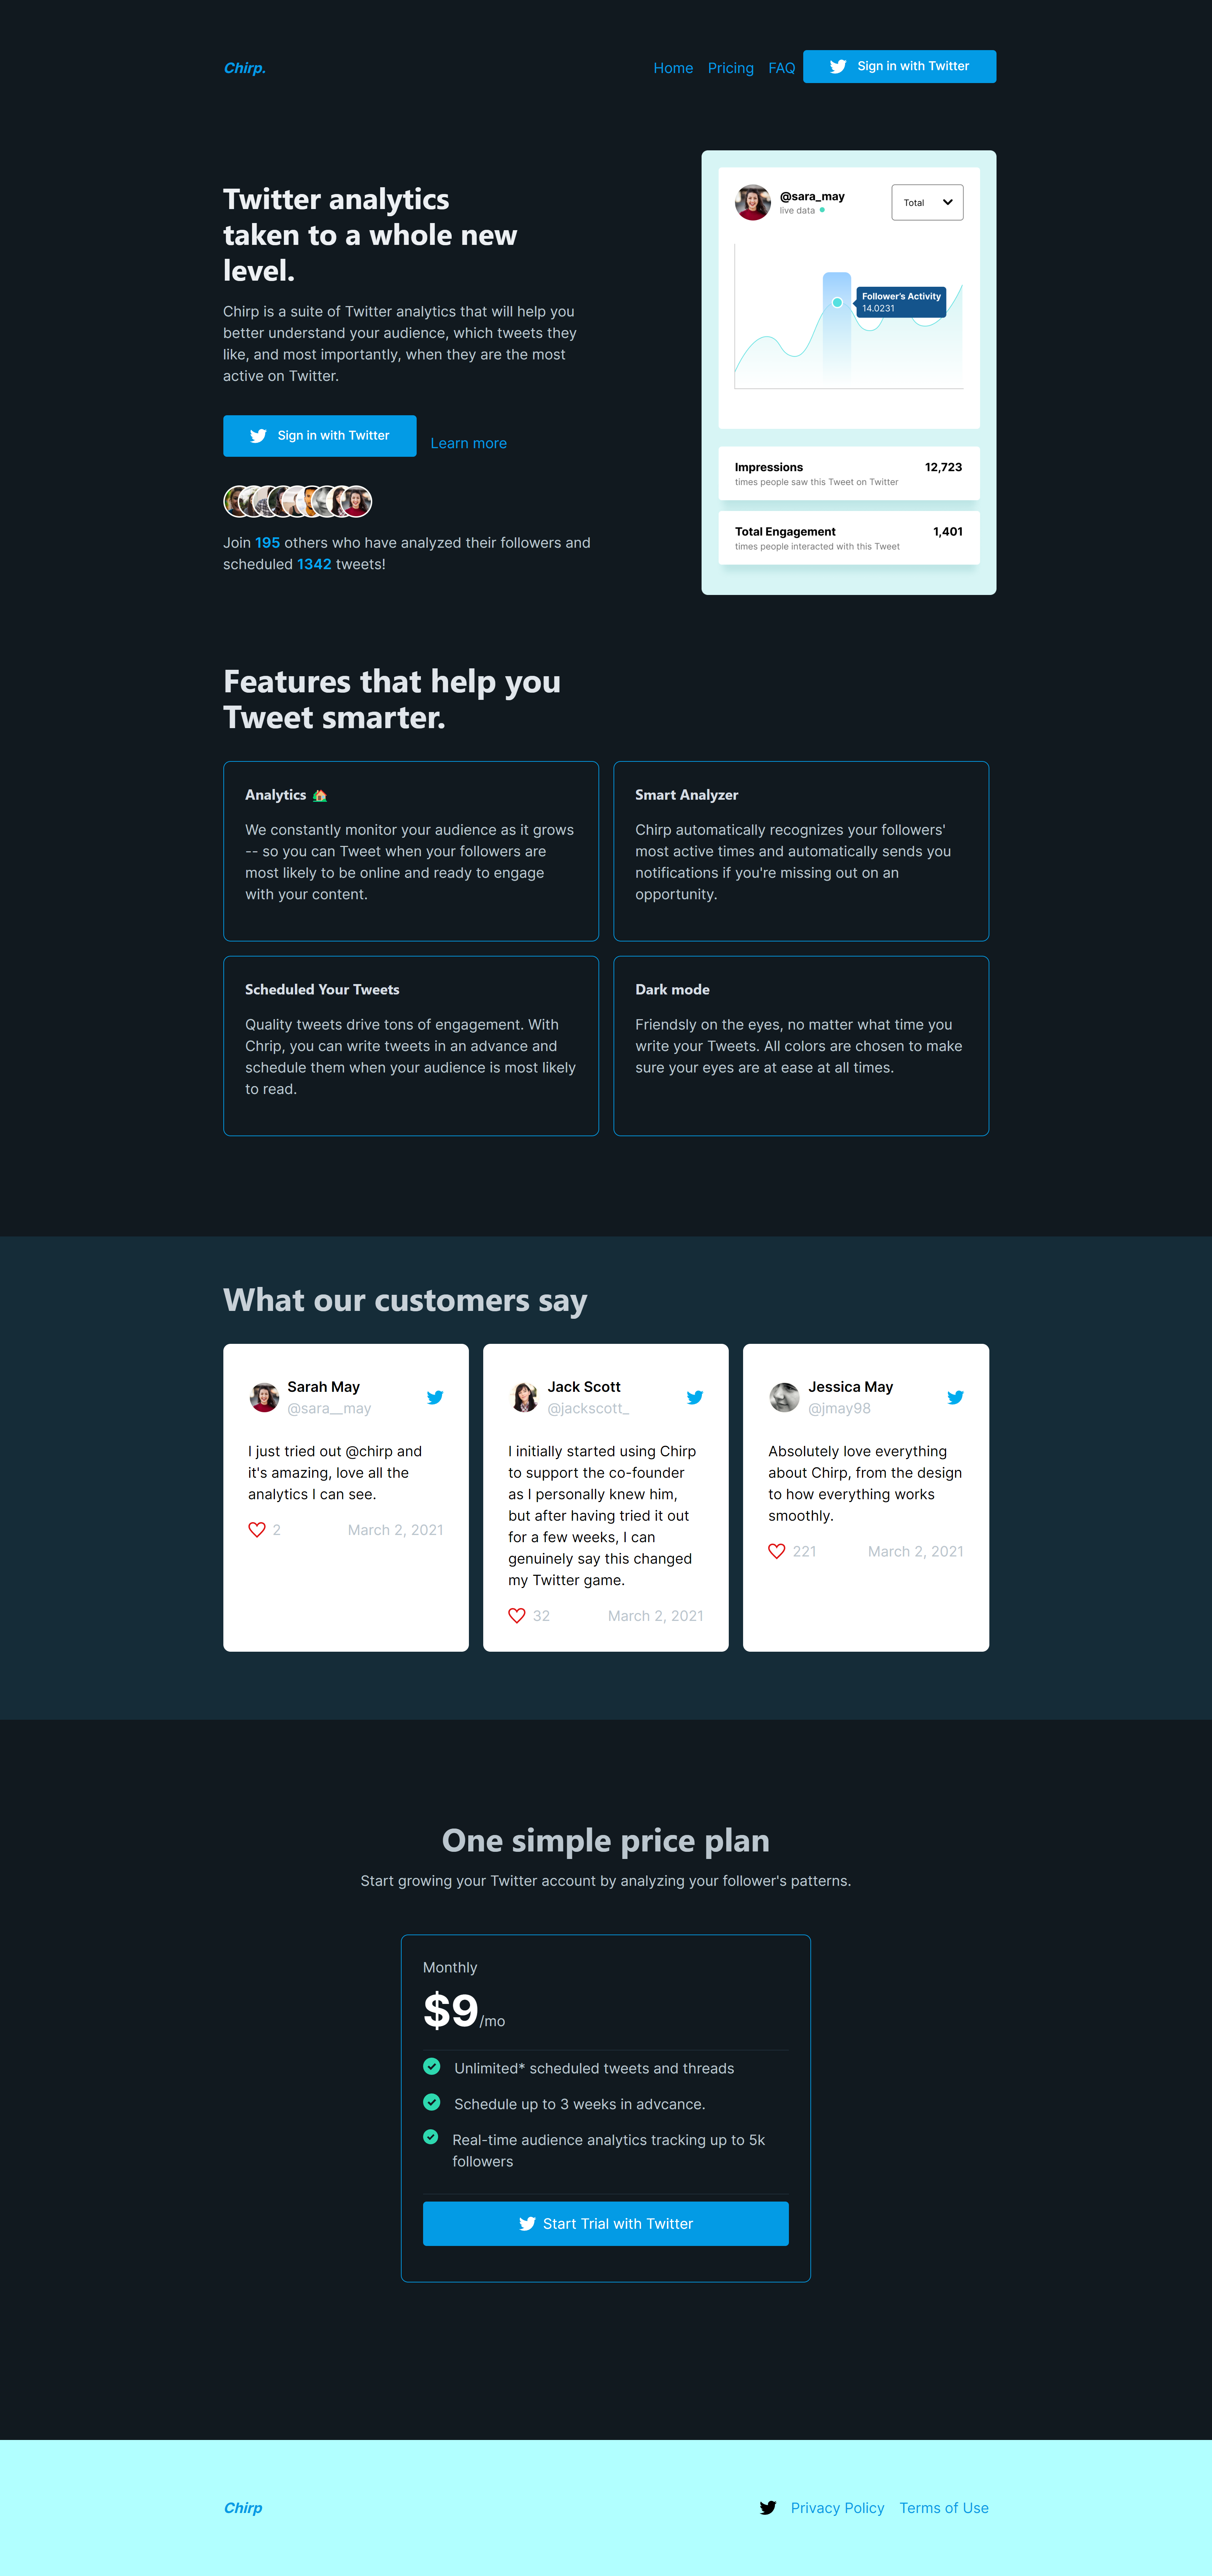 Chirp.
Home Pricing FAQ Sign in with Twitter
Twitter analytics
taken to a whole new
level.
Chirp is a suite of Twitter analytics that will help you
better understand your audience, which tweets they
like, and most importantly, when they are the most
active on Twitter.
Sign in with Twitter Learn more
Join 195 others who have analyzed their followers and
scheduled 1342 tweets!
@sara_may
live data
Total
Follower's Activity
14.0231
Impressions 12,723
times people saw this Tweet on Twitter
Total Engagement 1,401
times people interacted with this Tweet
Features that help you
Tweet smarter.
Analytics 🏡
We constantly monitor your audience as it grows
-- so you can Tweet when your followers are
most likely to be online and ready to engage
with your content.
Smart Analyzer
Chirp automatically recognizes your followers'
most active times and automatically sends you
notifications if you're missing out on an
opportunity.
Scheduled Your Tweets
Quality tweets drive tons of engagement. With
Chrip, you can write tweets in an advance and
schedule them when your audience is most likely
to read.
Dark mode
Friendsly on the eyes, no matter what time you
write your Tweets. All colors are chosen to make
sure your eyes are at ease at all times.
What our customers say
Sarah May
@sara__may
I just tried out @chirp and
it's amazing, love all the
analytics I can see.
2 March 2, 2021
Jack Scott
@jackscott_
I initially started using Chirp
to support the co-founder
as I personally knew him,
but after having tried it out
for a few weeks, I can
genuinely say this changed
my Twitter game.
32 March 2, 2021
Jessica May
@jmay98
Absolutely love everything
about Chirp, from the design
to how everything works
smoothly.
221 March 2, 2021
One simple price plan
Start growing your Twitter account by analyzing your follower's patterns.
Monthly
$9/mo
Unlimited* scheduled tweets and threads
Schedule up to 3 weeks in advcance.
Real-time audience analytics tracking up to 5k
followers
Start Trial with Twitter
Chirp
Privacy Policy Terms of Use